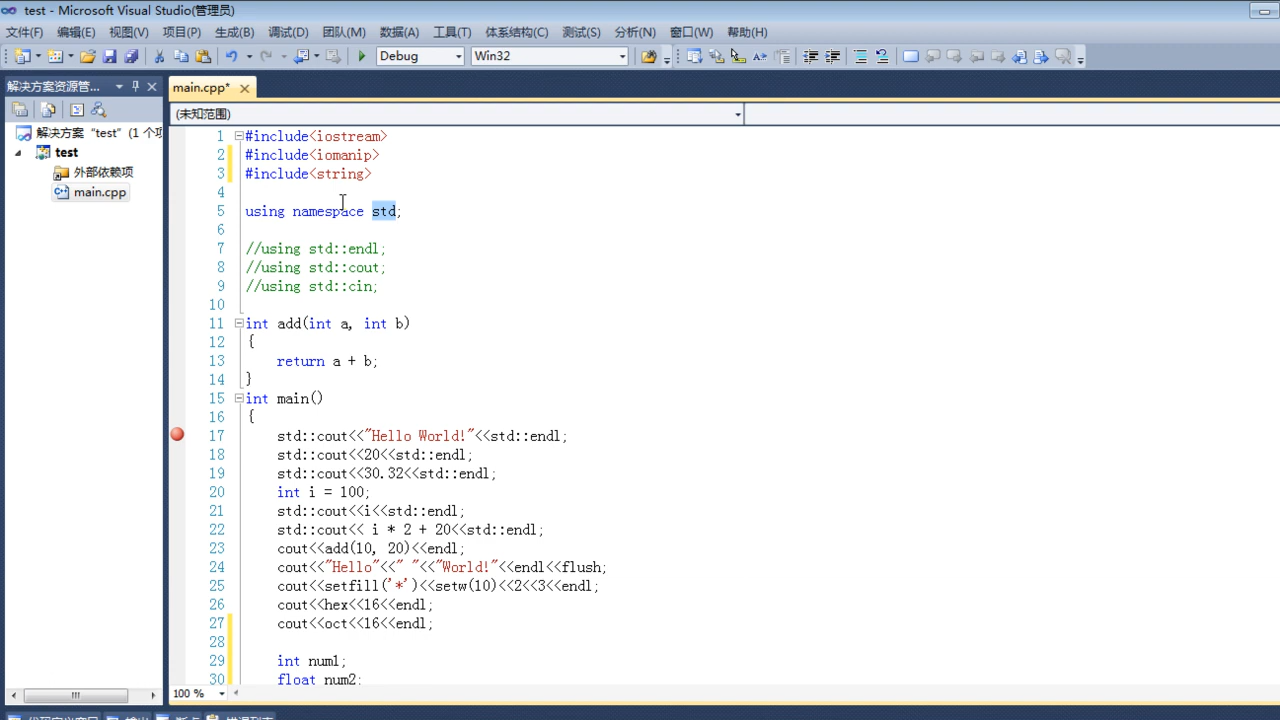 test - Microsoft Visual Studio(管理员)
文件(F) 编辑(E) 视图(V) 项目(P) 生成(B) 调试(D) 团队(M) 数据(A) 工具(T) 体系结构(C) 测试(S) 分析(N) 窗口(W) 帮助(H)
Debug Win32
解决方案资源管...
main.cpp*
(未知范围)
解决方案 "test" (1 个项
test
外部依赖项
main.cpp
1 #include<iostream>
2 #include<iomanip>
3 #include<string>
4
5 using namespace std;
6
7 //using std::endl;
8 //using std::cout;
9 //using std::cin;
10
11 int add(int a, int b)
12 {
13 return a + b;
14 }
15 int main()
16 {
17 std::cout<<"Hello World!"<<std::endl;
18 std::cout<<20<<std::endl;
19 std::cout<<30.32<<std::endl;
20 int i = 100;
21 std::cout<<i<<std::endl;
22 std::cout<< i * 2 + 20<<std::endl;
23 cout<<add(10, 20)<<endl;
24 cout<<"Hello"<<" "<<"World!"<<endl<<flush;
25 cout<<setfill('*')<<setw(10)<<2<<3<<endl;
26 cout<<hex<<16<<endl;
27 cout<<oct<<16<<endl;
28
29 int num1;
30 float num2;
100 %